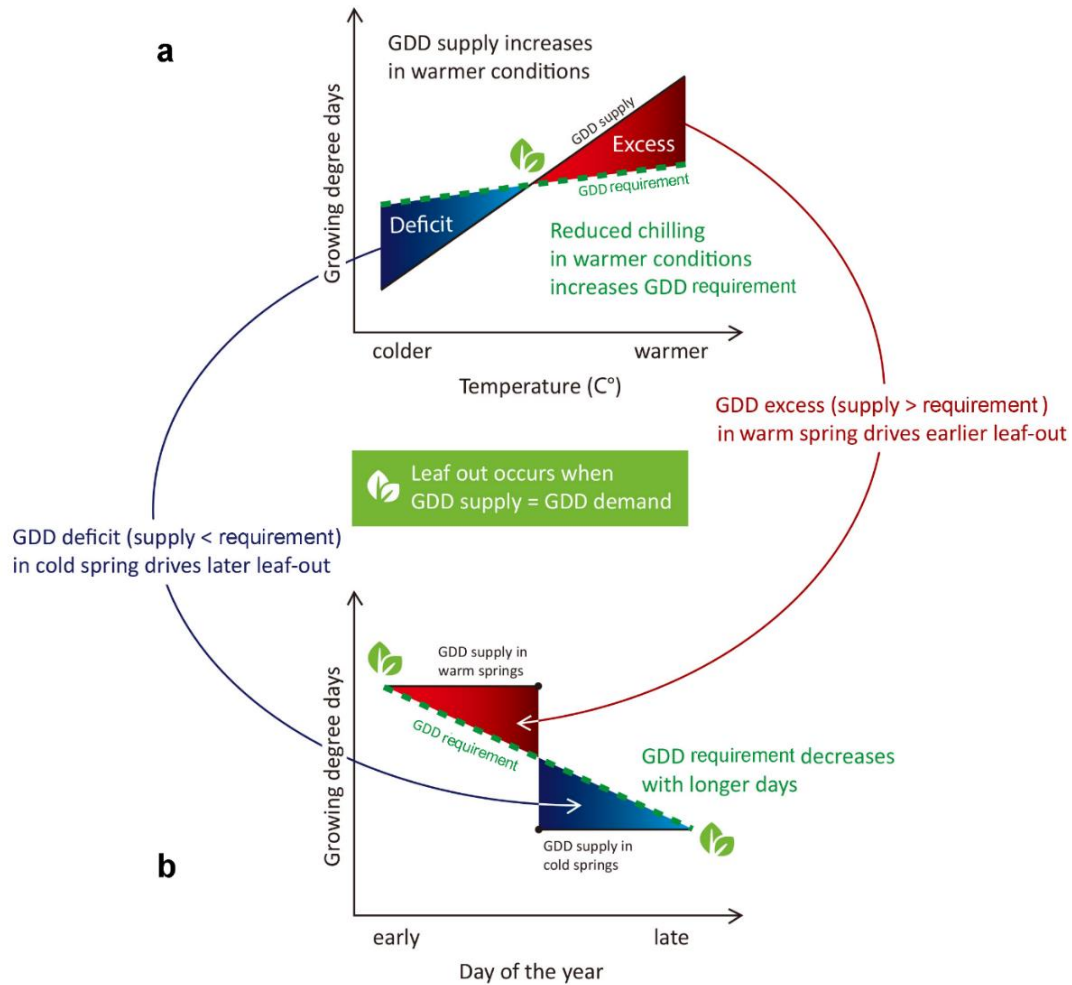 a
GDD supply increases
in warmer conditions
Growing degree days
GDD supply
Excess
GDD requirement
Deficit
Reduced chilling
in warmer conditions
increases GDD requirement
colder
warmer
Temperature (C°)
GDD excess (supply > requirement )
in warm spring drives earlier leaf-out
Leaf out occurs when
GDD supply = GDD demand
GDD deficit (supply < requirement)
in cold spring drives later leaf-out
b
Growing degree days
GDD supply in
warm springs
GDD requirement
GDD requirement decreases
with longer days
GDD supply in
cold springs
early
late
Day of the year